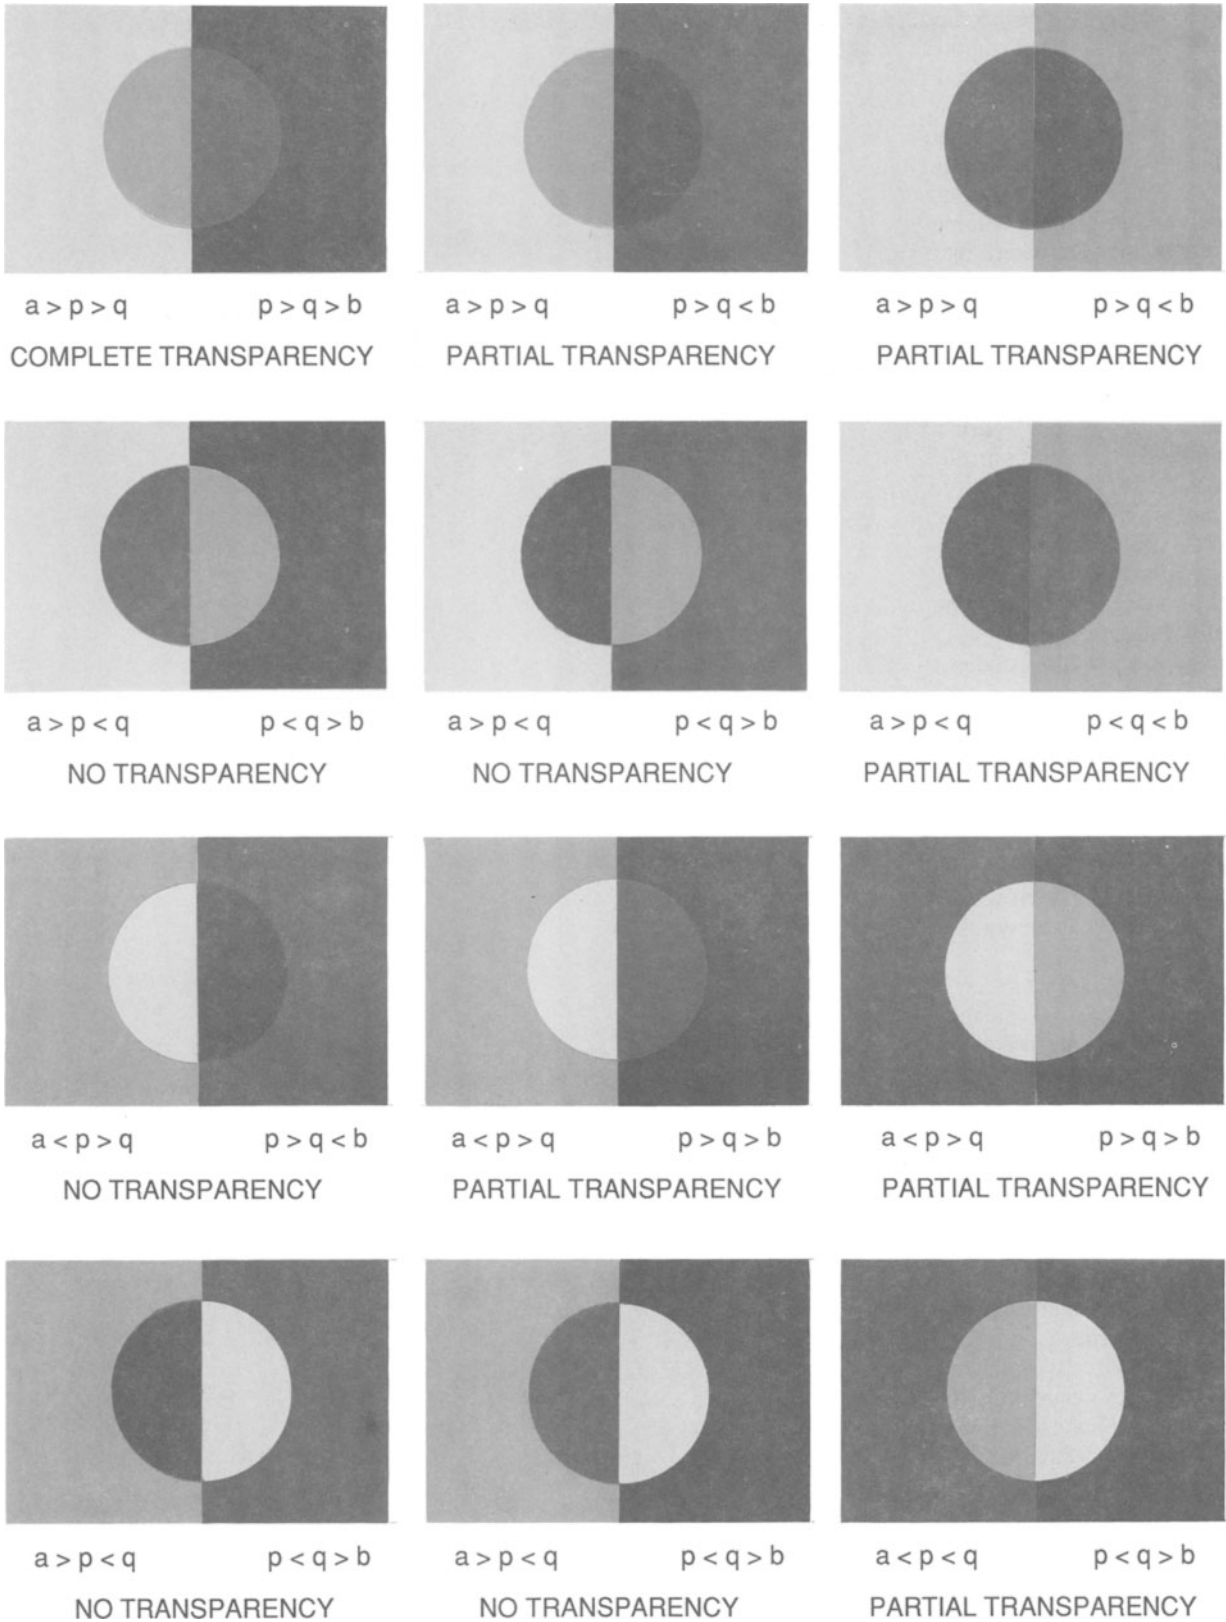 a > p > q p > q > b a > p > q p > q < b a > p > q p > q < b
COMPLETE TRANSPARENCY PARTIAL TRANSPARENCY PARTIAL TRANSPARENCY
a > p < q p < q > b a > p < q p < q > b a > p < q p < q < b
NO TRANSPARENCY NO TRANSPARENCY PARTIAL TRANSPARENCY
a < p > q p > q < b a < p > q p > q > b a < p > q p > q > b
NO TRANSPARENCY PARTIAL TRANSPARENCY PARTIAL TRANSPARENCY
a > p < q p < q > b a > p < q p < q > b a < p < q p < q > b
NO TRANSPARENCY NO TRANSPARENCY PARTIAL TRANSPARENCY